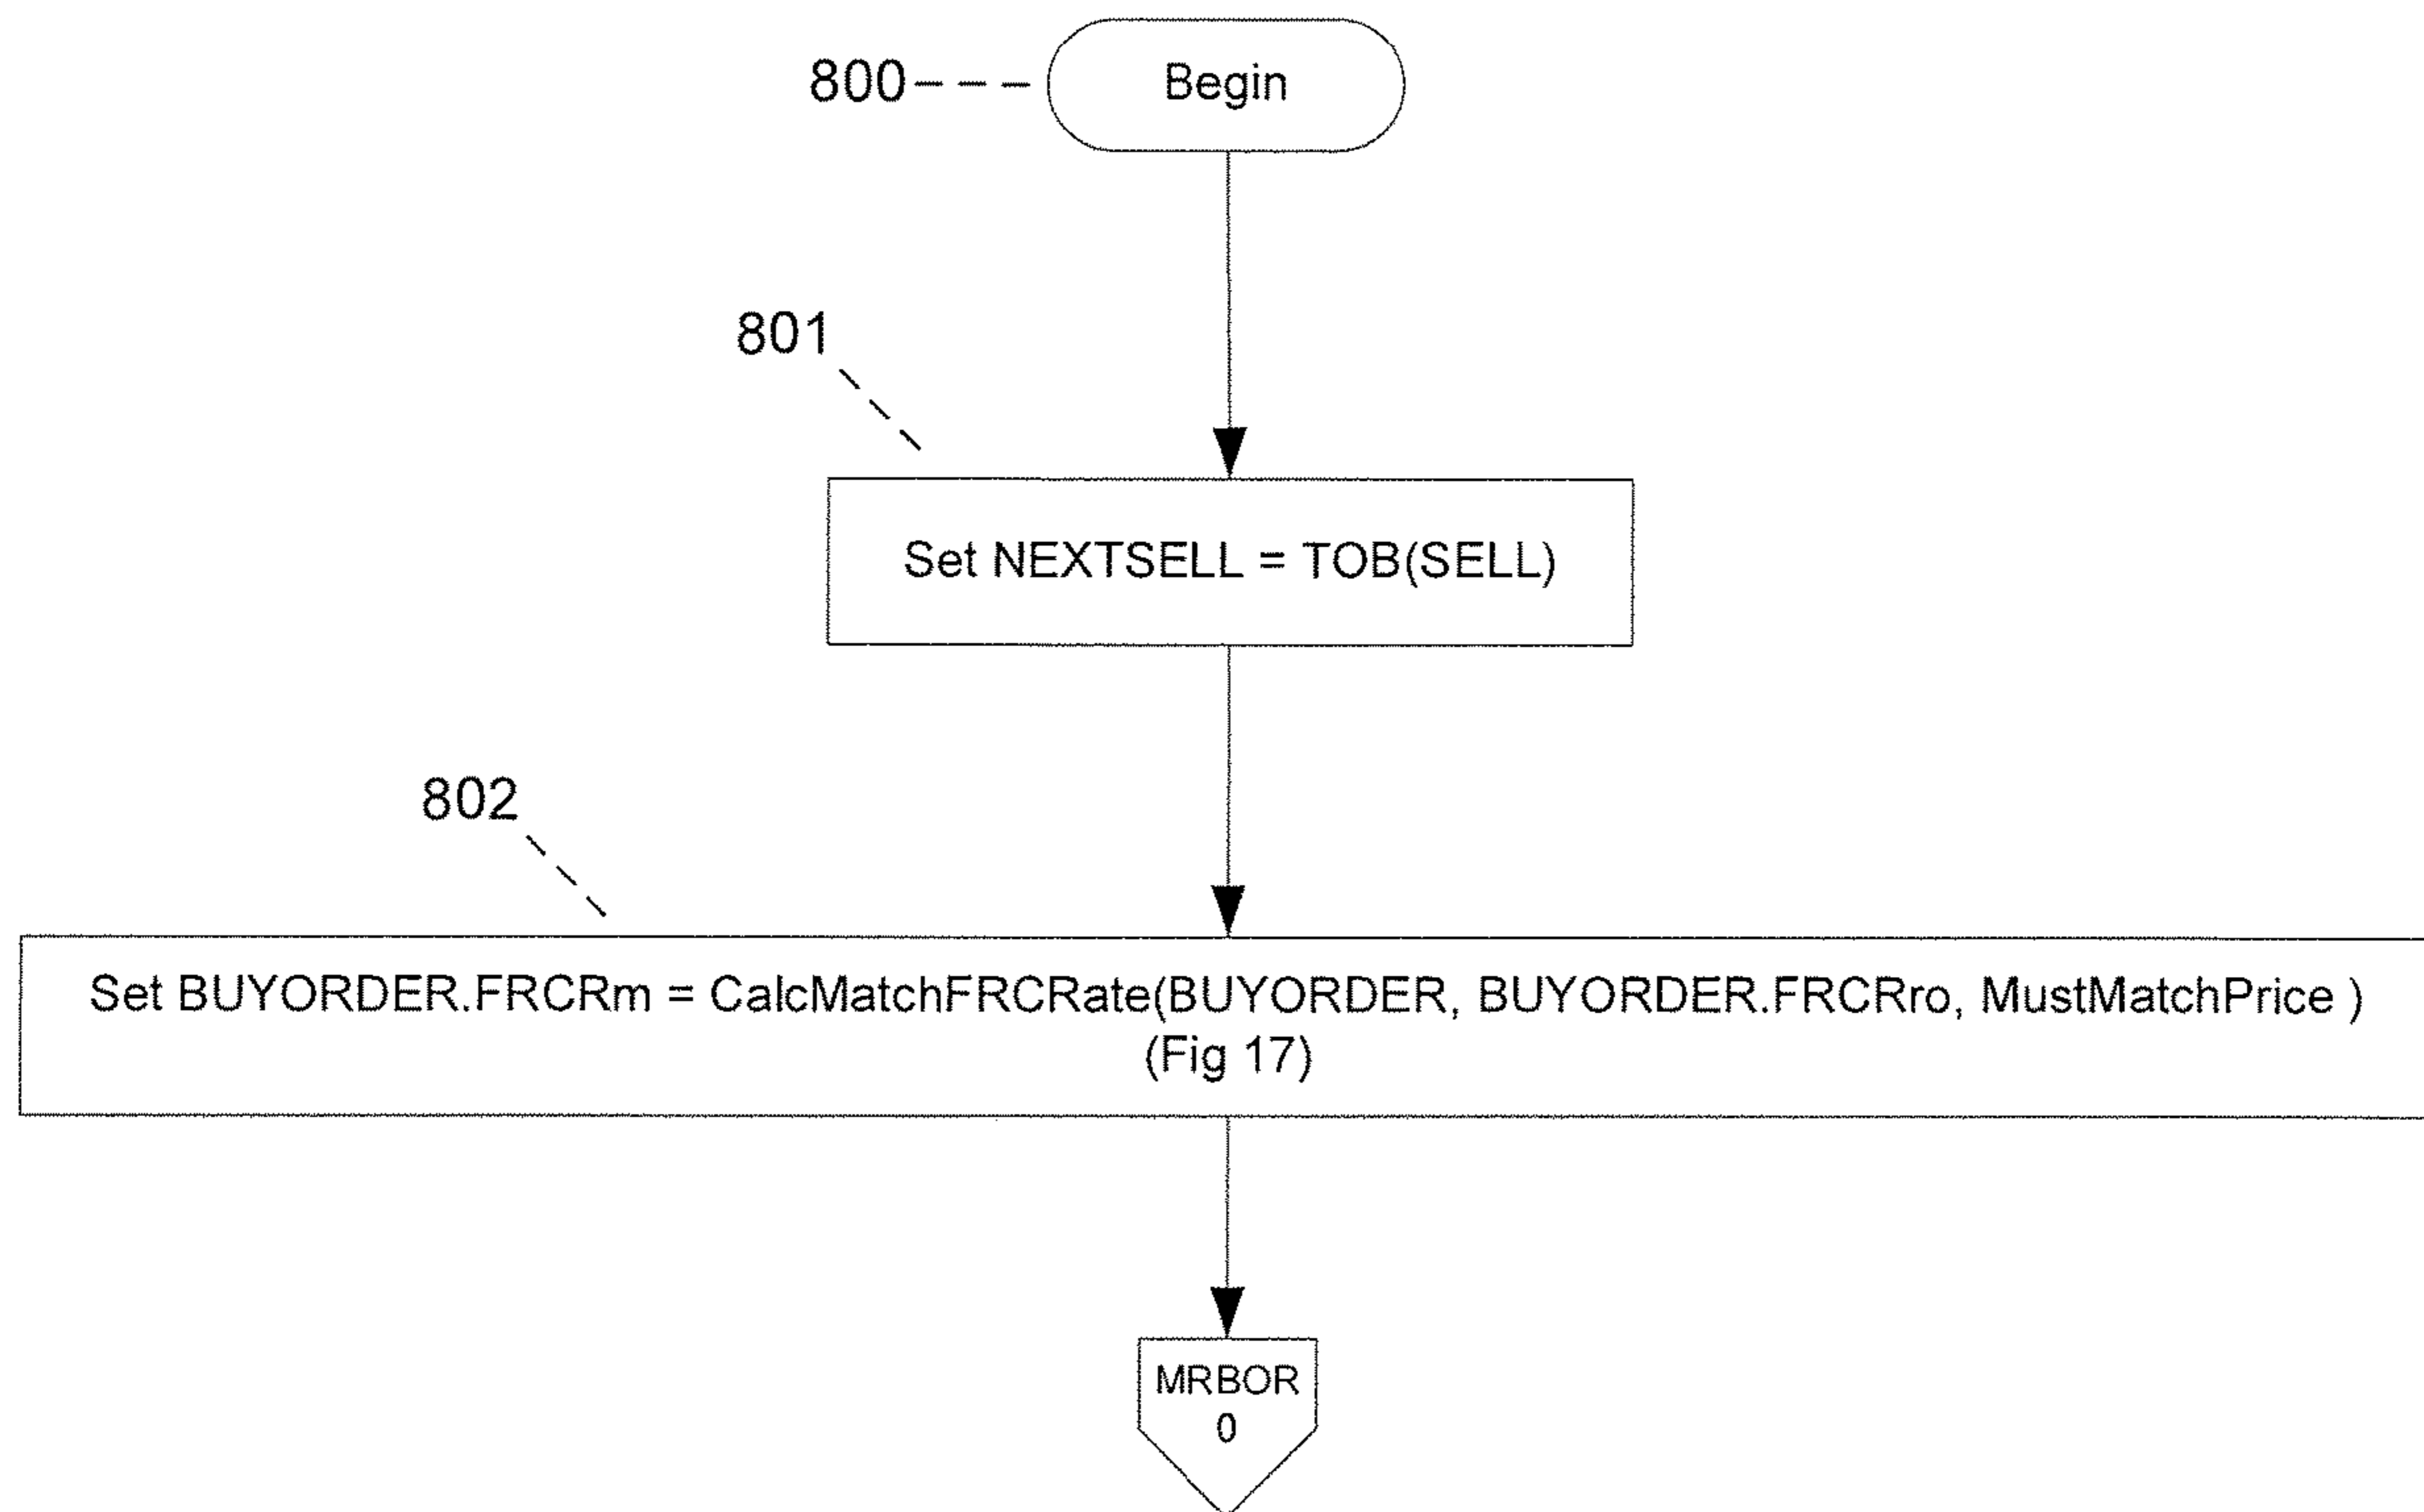 800
Begin
801
Set NEXTSELL = TOB(SELL)
802
Set BUYORDER.FRCRm = CalcMatchFRCRate(BUYORDER, BUYORDER.FRCRro, MustMatchPrice )
(Fig 17)
MRBOR
0